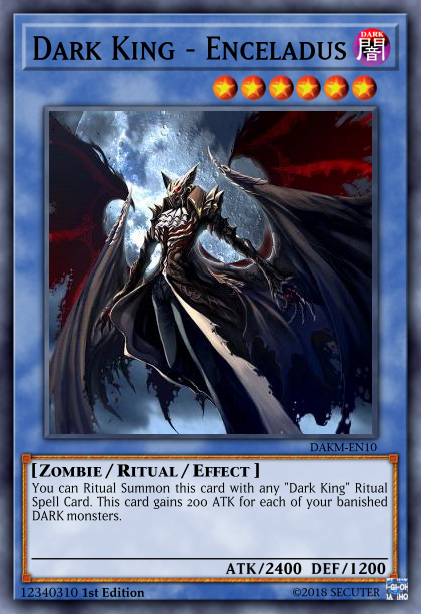 Dark King - Enceladus
DARK
闇
DAKM-EN10
[ Zombie / Ritual / Effect ]
You can Ritual Summon this card with any "Dark King" Ritual
Spell Card. This card gains 200 ATK for each of your banished
DARK monsters.
ATK/2400 DEF/1200
12340310 1st Edition
©2018 SECUTER